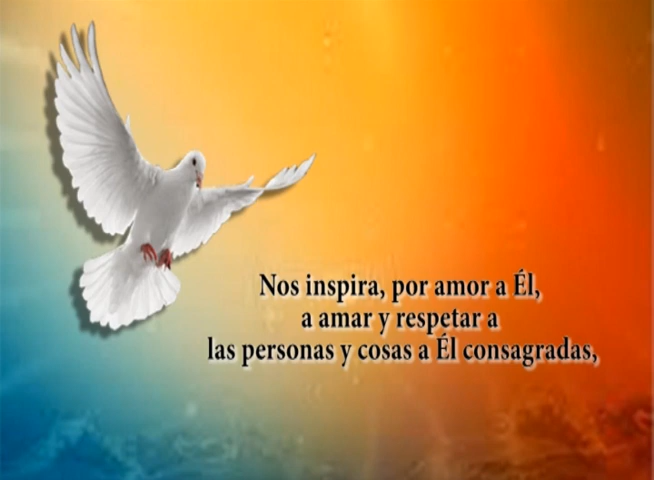 Nos inspira, por amor a Él,
a amar y respetar a
las personas y cosas a Él consagradas,